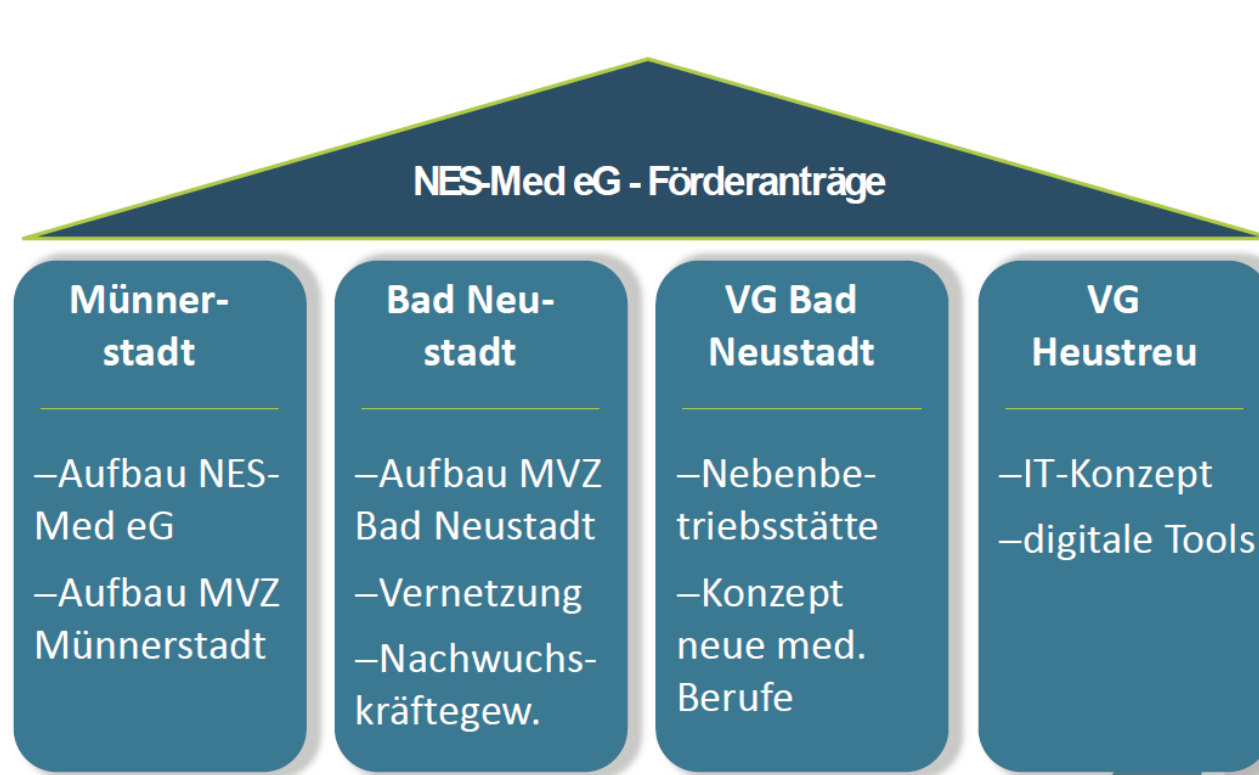 NES-Med eG - Förderanträge
Münner-
stadt
–Aufbau NES-
Med eG
–Aufbau MVZ
Münnerstadt
Bad Neu-
stadt
–Aufbau MVZ
Bad Neustadt
–Vernetzung
–Nachwuchs-
kräftegew.
VG Bad
Neustadt
–Nebenbe-
triebsstätte
–Konzept
neue med.
Berufe
VG
Heustreu
–IT-Konzept
–digitale Tools